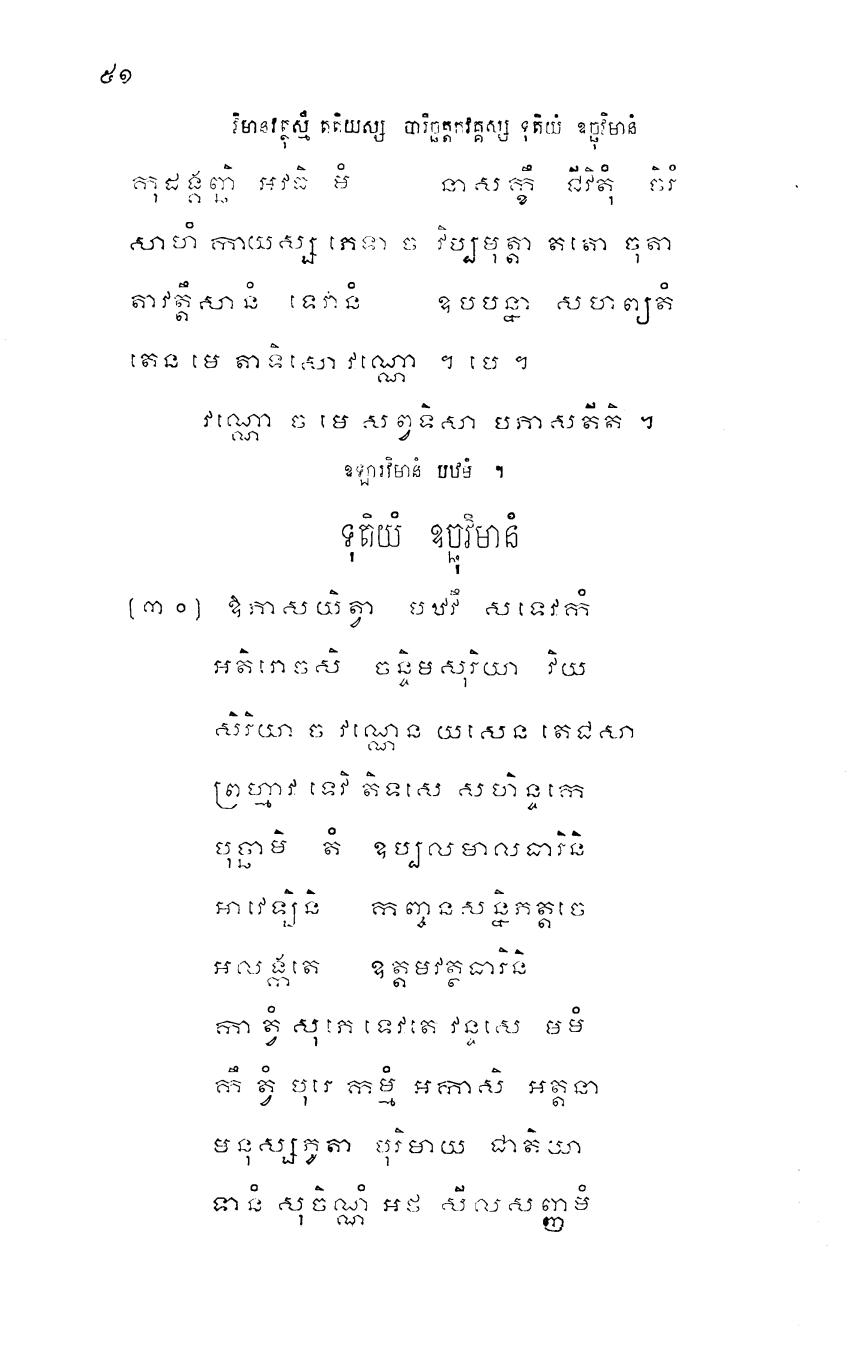 ៥១
វិមានវត្ថុស្មឹ តតិយស្ស បារិច្ឆត្តកវគ្គស្ស ទុតិយំ ឧច្ឆុវិមានំ
កុដង្គញ្ឆិ អវធិ មំ នាសក្ខឹ ជីវិតុំ ចិរំ
សាហំ កាយស្ស ភេទា ច វិប្បមុត្តា តតោ ចុតា
តាវត្តឹសានំ ទេវានំ ឧបបន្នា សហព្យតំ
តេន មេ តាទិសោ វណ្ណោ ។ បេ ។
វណ្ណោ ច មេ សព្វទិសា បភាសតីតិ ។
ឧឡារវិមានំ បឋមំ ។
ទុតិយំ ឧច្ឆុវិមានំ
(៣០) ឱភាសយិត្វា បឋវឹ សទេវកំ
អតិរោចសិ ចន្ទិមសុរិយា វិយ
សិរិយា ច វណ្ណេន យសេន តេជសា
ព្រហ្មាវ ទេវិ តិទសេ សហិន្ទកេ
បុច្ឆាមិ តំ ឧប្បលមាលធារិនិ
អាវេឡិនិ កញ្ចនសន្និភត្តចេ
អលង្កតេ ឧត្តមវត្ថធារិនិ
កា ត្វំ សុភេ ទេវតេ វន្ទសេ មមំ
កឹ ត្វំ បុរេ កម្មំ អកាសិ អត្តនា
មនុស្សភូតា បុរិមាយ ជាតិយា
ទានំ សុចិណ្ណំ អថ សីលសញ្ញមំ